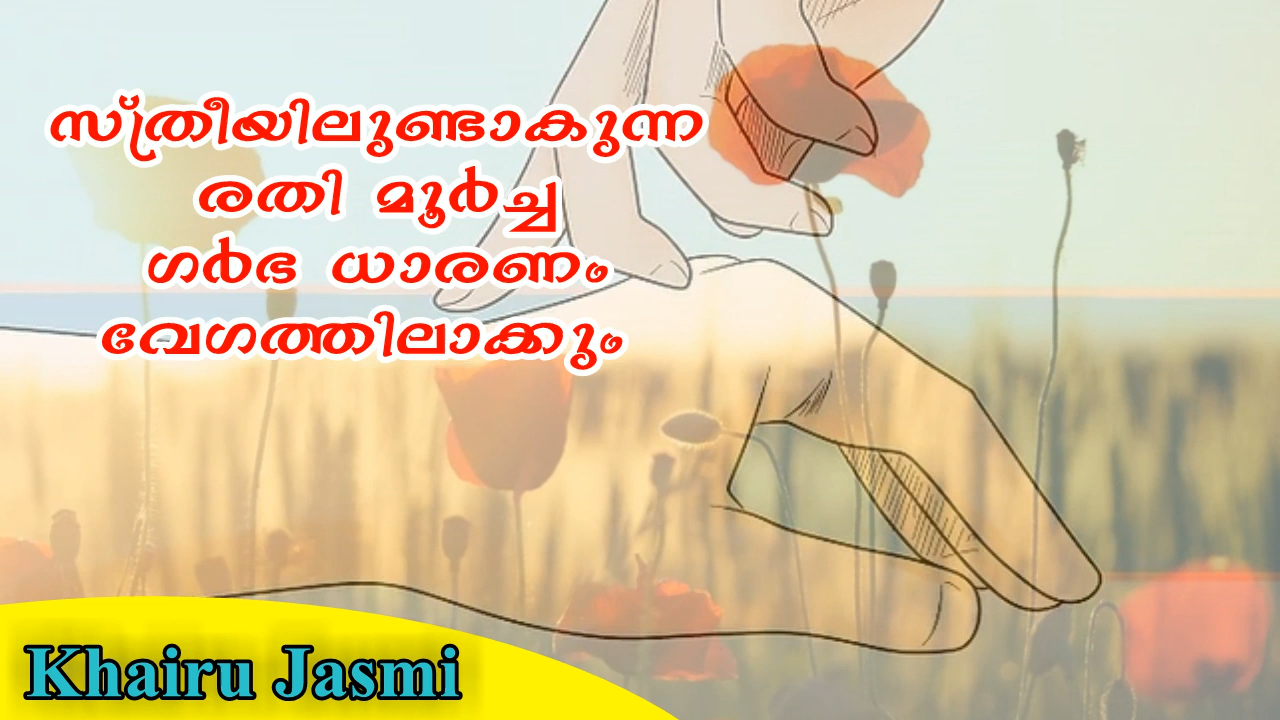 സ്ത്രീയിലുണ്ടാകുന്ന
രതി മൂർച്ച
ഗർഭ ധാരണം
വേഗത്തിലാക്കും
Khairu Jasmi